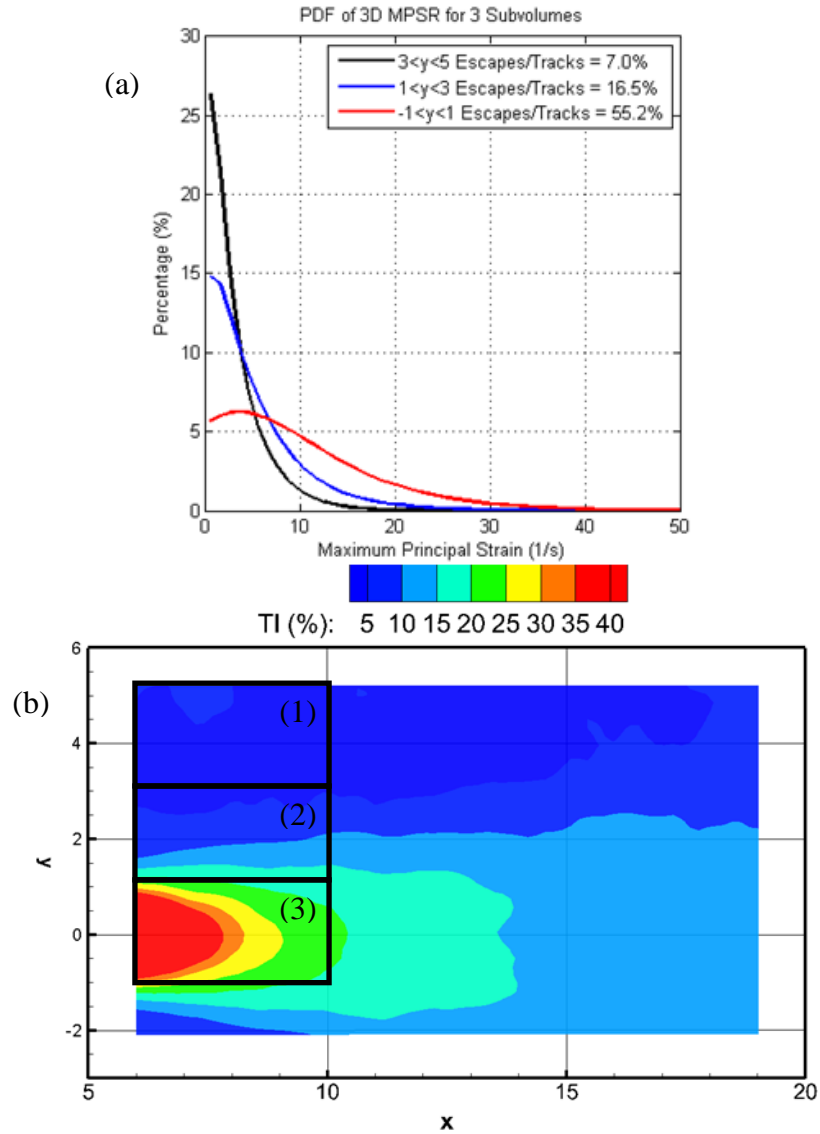 PDF of 3D MPSR for 3 Subvolumes
(a)
30
25
20
15
10
5
0
Percentage (%)
3<y<5 Escapes/Tracks = 7.0%
1<y<3 Escapes/Tracks = 16.5%
-1<y<1 Escapes/Tracks = 55.2%
0 10 20 30 40 50
Maximum Principal Strain (1/s)
TI (%): 5 10 15 20 25 30 35 40
(b)
6
4
2
0
-2
y
(1)
(2)
(3)
5 10 15 20
x